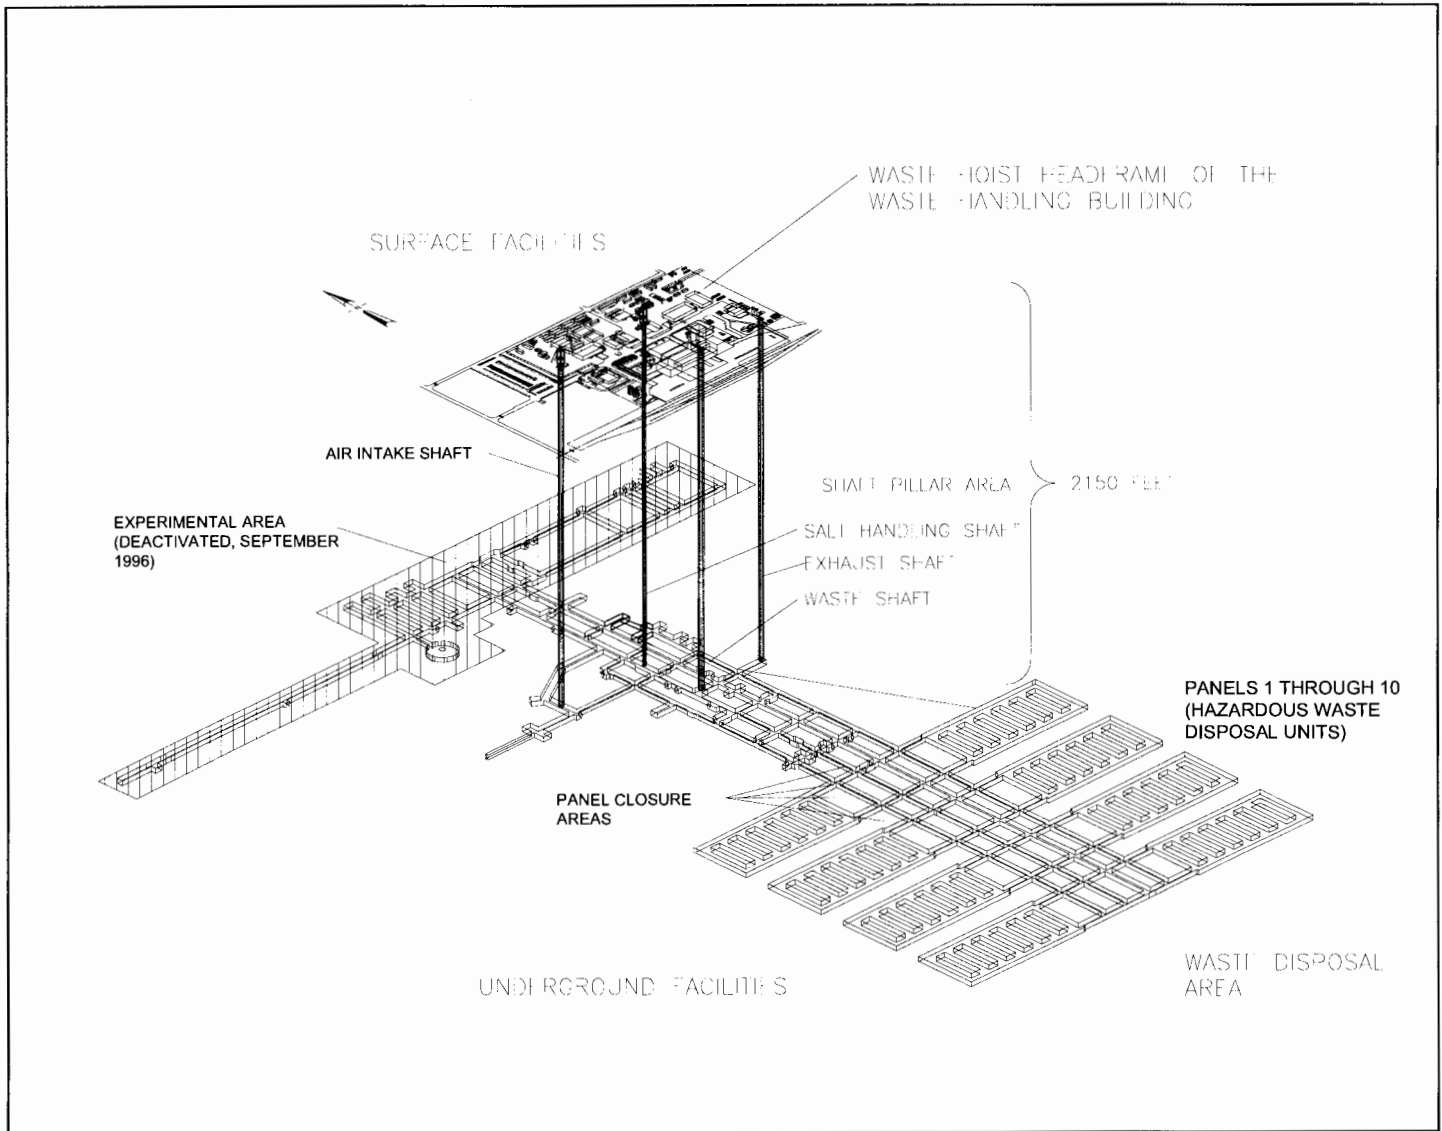 WASTE HOIST HEADFRAME OF THE
WASTE HANDLING BUILDING
SURFACE FACILITIES
AIR INTAKE SHAFT
SHAFT PILLAR AREA
2150 FEET
EXPERIMENTAL AREA
(DEACTIVATED, SEPTEMBER
1996)
SALT HANDLING SHAFT
EXHAUST SHAFT
WASTE SHAFT
PANELS 1 THROUGH 10
(HAZARDOUS WASTE
DISPOSAL UNITS)
PANEL CLOSURE
AREAS
WASTE DISPOSAL
AREA
UNDERGROUND FACILITIES